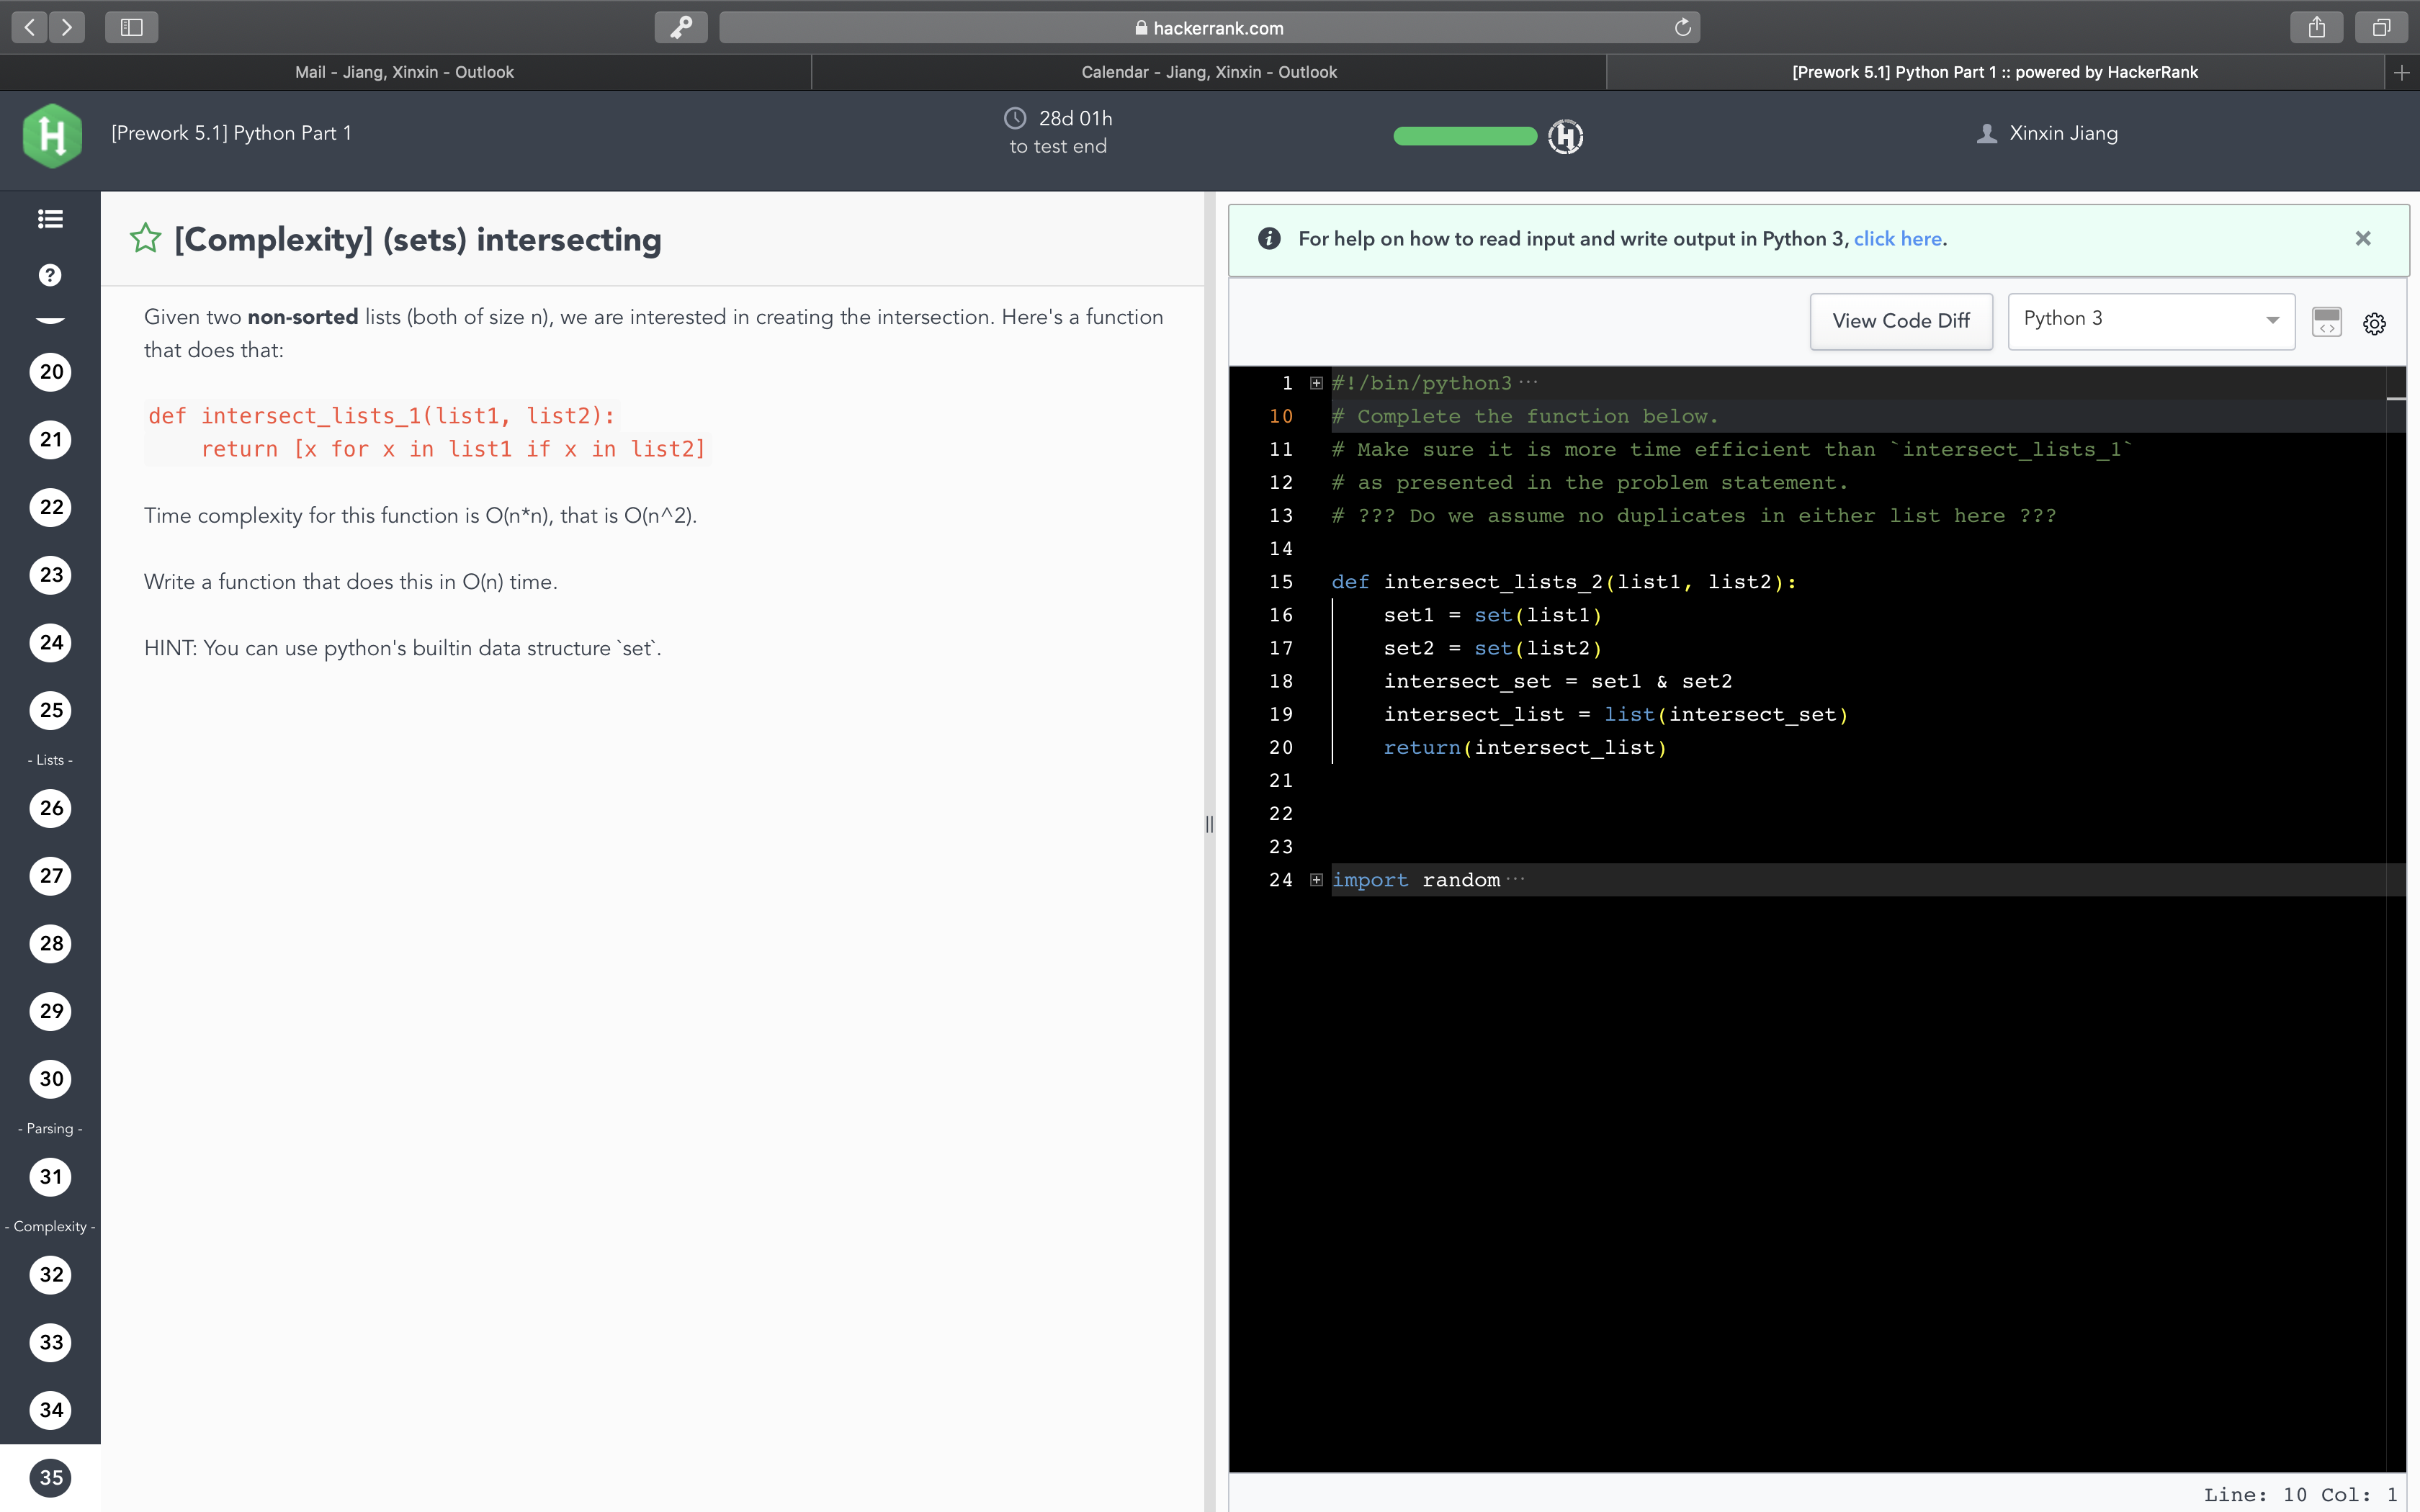 hackerrank.com
Mail - Jiang, Xinxin - Outlook
Calendar - Jiang, Xinxin - Outlook
[Prework 5.1] Python Part 1 :: powered by HackerRank
H
[Prework 5.1] Python Part 1
28d 01h
to test end
H
Xinxin Jiang
?
20
21
22
23
24
25
- Lists -
26
27
28
29
30
- Parsing -
31
- Complexity -
32
33
34
35
[Complexity] (sets) intersecting
Given two non-sorted lists (both of size n), we are interested in creating the intersection. Here's a function
that does that:
def intersect_lists_1(list1, list2):
    return [x for x in list1 if x in list2]
Time complexity for this function is O(n*n), that is O(n^2).
Write a function that does this in O(n) time.
HINT: You can use python's builtin data structure `set`.
For help on how to read input and write output in Python 3, click here.
View Code Diff
Python 3
1 #!/bin/python3···
10 # Complete the function below.
11 # Make sure it is more time efficient than `intersect_lists_1`
12 # as presented in the problem statement.
13 # ??? Do we assume no duplicates in either list here ???
14
15 def intersect_lists_2(list1, list2):
16     set1 = set(list1)
17     set2 = set(list2)
18     intersect_set = set1 & set2
19     intersect_list = list(intersect_set)
20     return(intersect_list)
21
22
23
24 import random···
Line: 10 Col: 1